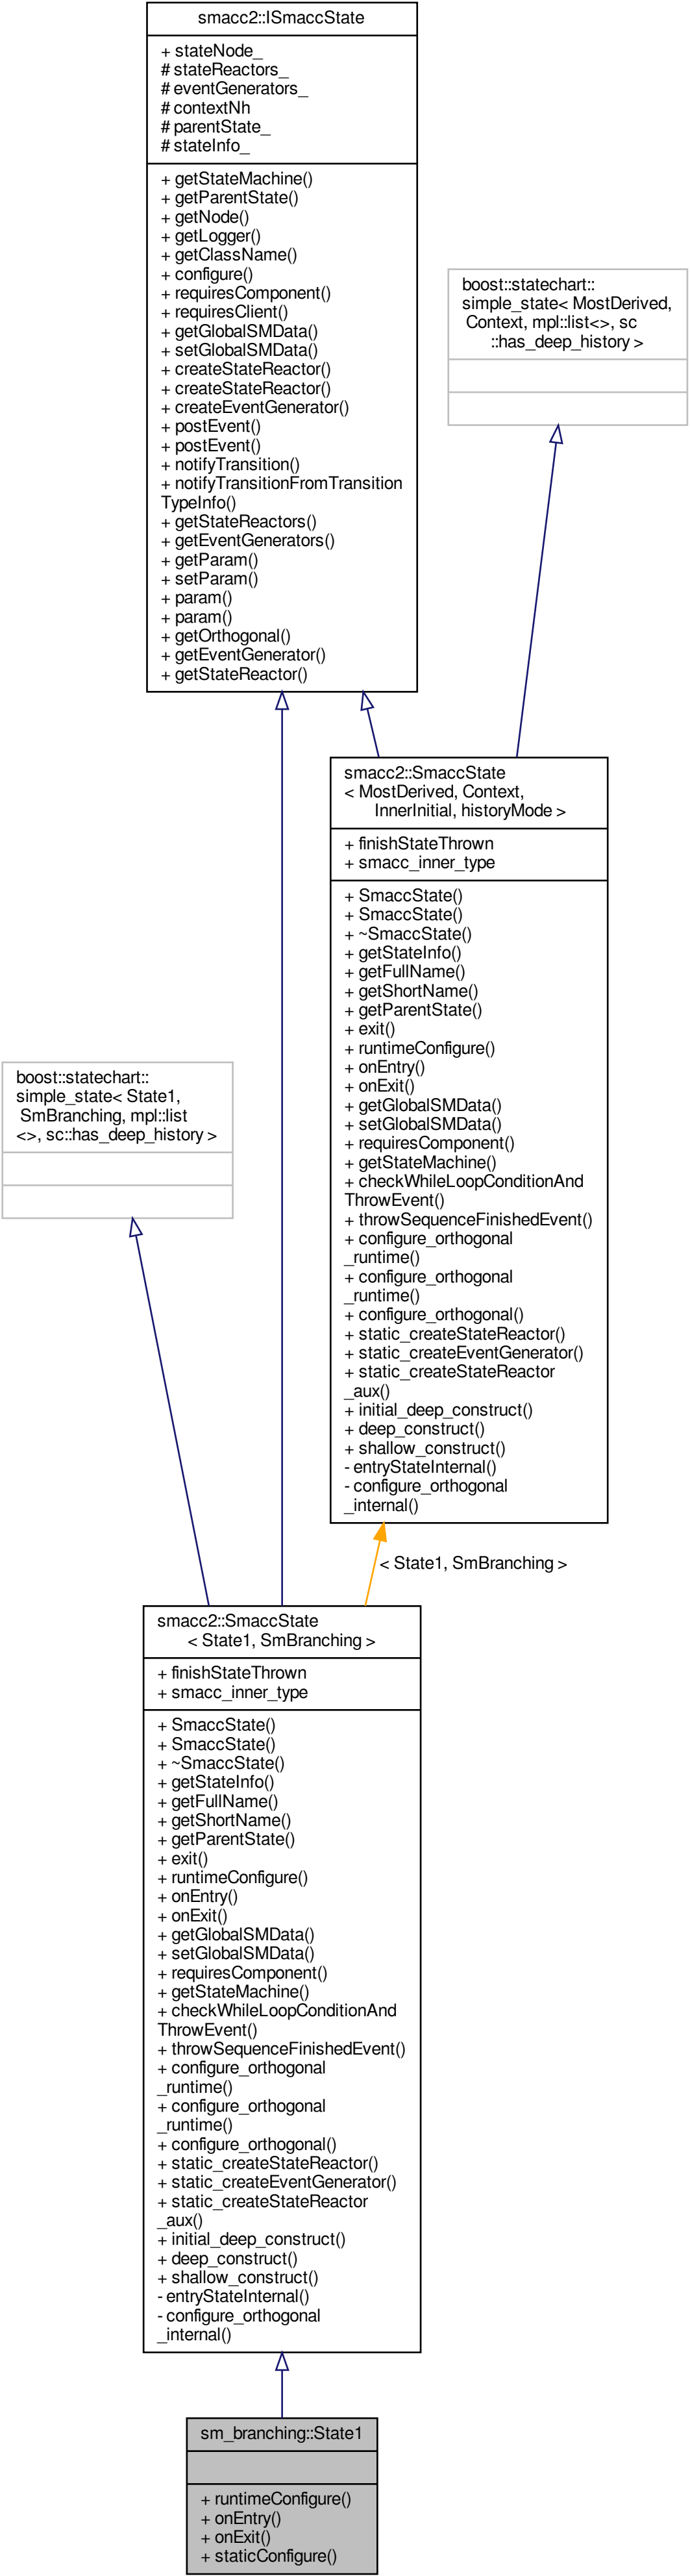 smacc2::ISmaccState
+ stateNode_
# stateReactors_
# eventGenerators_
# contextNh
# parentState_
# stateInfo_
+ getStateMachine()
+ getParentState()
+ getNode()
+ getLogger()
+ getClassName()
+ configure()
+ requiresComponent()
+ requiresClient()
+ getGlobalSMData()
+ setGlobalSMData()
+ createStateReactor()
+ createStateReactor()
+ createEventGenerator()
+ postEvent()
+ postEvent()
+ notifyTransition()
+ notifyTransitionFromTransition
TypeInfo()
+ getStateReactors()
+ getEventGenerators()
+ getParam()
+ setParam()
+ param()
+ param()
+ getOrthogonal()
+ getEventGenerator()
+ getStateReactor()
boost::statechart::
simple_state< MostDerived,
Context, mpl::list<>, sc
::has_deep_history >
smacc2::SmaccState
< MostDerived, Context,
InnerInitial, historyMode >
+ finishStateThrown
+ smacc_inner_type
+ SmaccState()
+ SmaccState()
+ ~SmaccState()
+ getStateInfo()
+ getFullName()
+ getShortName()
+ getParentState()
+ exit()
+ runtimeConfigure()
+ onEntry()
+ onExit()
+ getGlobalSMData()
+ setGlobalSMData()
+ requiresComponent()
+ getStateMachine()
+ checkWhileLoopConditionAnd
ThrowEvent()
+ throwSequenceFinishedEvent()
+ configure_orthogonal
_runtime()
+ configure_orthogonal
_runtime()
+ configure_orthogonal()
+ static_createStateReactor()
+ static_createEventGenerator()
+ static_createStateReactor
_aux()
+ initial_deep_construct()
+ deep_construct()
+ shallow_construct()
- entryStateInternal()
- configure_orthogonal
_internal()
boost::statechart::
simple_state< State1,
SmBranching, mpl::list
<>, sc::has_deep_history >
< State1, SmBranching >
smacc2::SmaccState
< State1, SmBranching >
+ finishStateThrown
+ smacc_inner_type
+ SmaccState()
+ SmaccState()
+ ~SmaccState()
+ getStateInfo()
+ getFullName()
+ getShortName()
+ getParentState()
+ exit()
+ runtimeConfigure()
+ onEntry()
+ onExit()
+ getGlobalSMData()
+ setGlobalSMData()
+ requiresComponent()
+ getStateMachine()
+ checkWhileLoopConditionAnd
ThrowEvent()
+ throwSequenceFinishedEvent()
+ configure_orthogonal
_runtime()
+ configure_orthogonal
_runtime()
+ configure_orthogonal()
+ static_createStateReactor()
+ static_createEventGenerator()
+ static_createStateReactor
_aux()
+ initial_deep_construct()
+ deep_construct()
+ shallow_construct()
- entryStateInternal()
- configure_orthogonal
_internal()
sm_branching::State1
+ runtimeConfigure()
+ onEntry()
+ onExit()
+ staticConfigure()